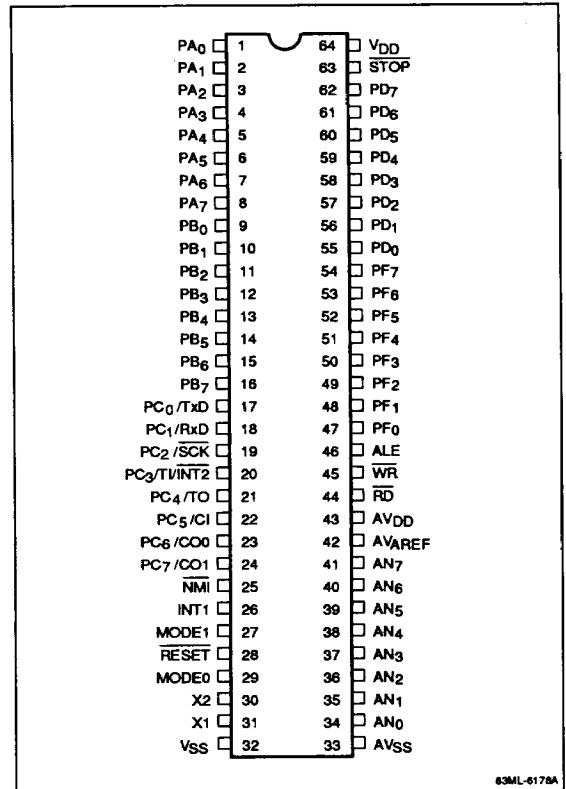 PA0 1 64 VDD
PA1 2 63 STOP
PA2 3 62 PD7
PA3 4 61 PD6
PA4 5 60 PD5
PA5 6 59 PD4
PA6 7 58 PD3
PA7 8 57 PD2
PB0 9 56 PD1
PB1 10 55 PD0
PB2 11 54 PF7
PB3 12 53 PF6
PB4 13 52 PF5
PB5 14 51 PF4
PB6 15 50 PF3
PB7 16 49 PF2
PC0/TxD 17 48 PF1
PC1/RxD 18 47 PF0
PC2/SCK 19 46 ALE
PC3/TI/INT2 20 45 WR
PC4/TO 21 44 RD
PC5/CI 22 43 AVDD
PC6/CO0 23 42 AVAREF
PC7/CO1 24 41 AN7
NMI 25 40 AN6
INT1 26 39 AN5
MODE1 27 38 AN4
RESET 28 37 AN3
MODE0 29 36 AN2
X2 30 35 AN1
X1 31 34 AN0
VSS 32 33 AVSS
83ML-6178A